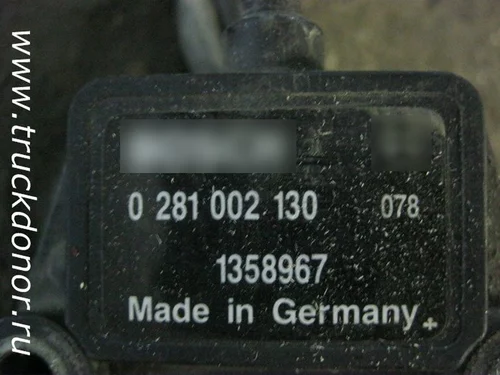 0 281 002 130 078
1358967
Made in Germany +
www.truckdonor.ru